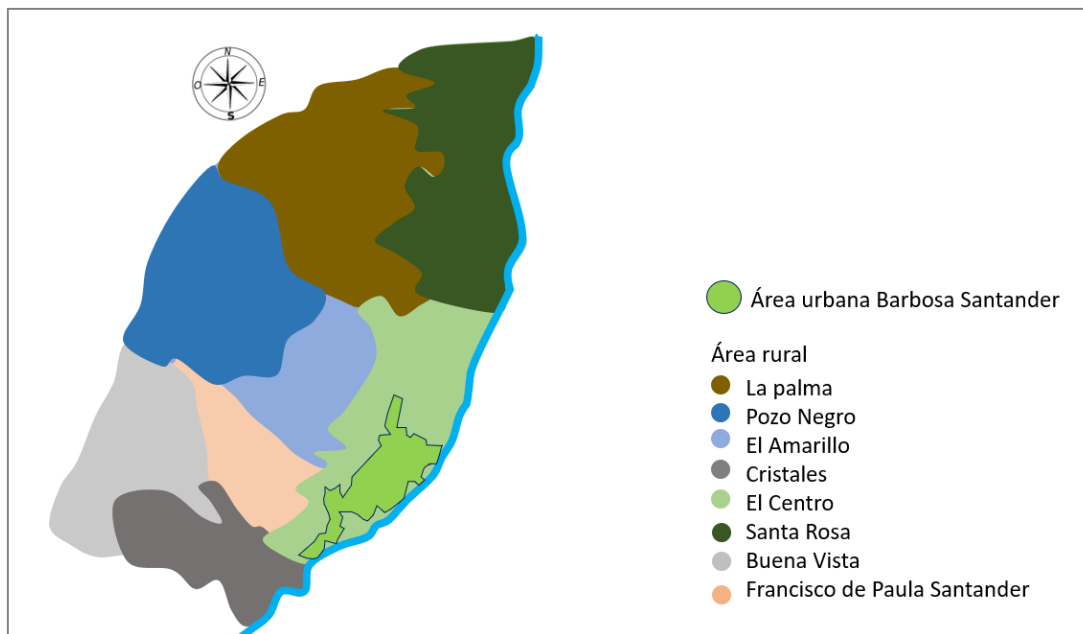 N
O E
S
Área urbana Barbosa Santander
Área rural
La palma
Pozo Negro
El Amarillo
Cristales
El Centro
Santa Rosa
Buena Vista
Francisco de Paula Santander